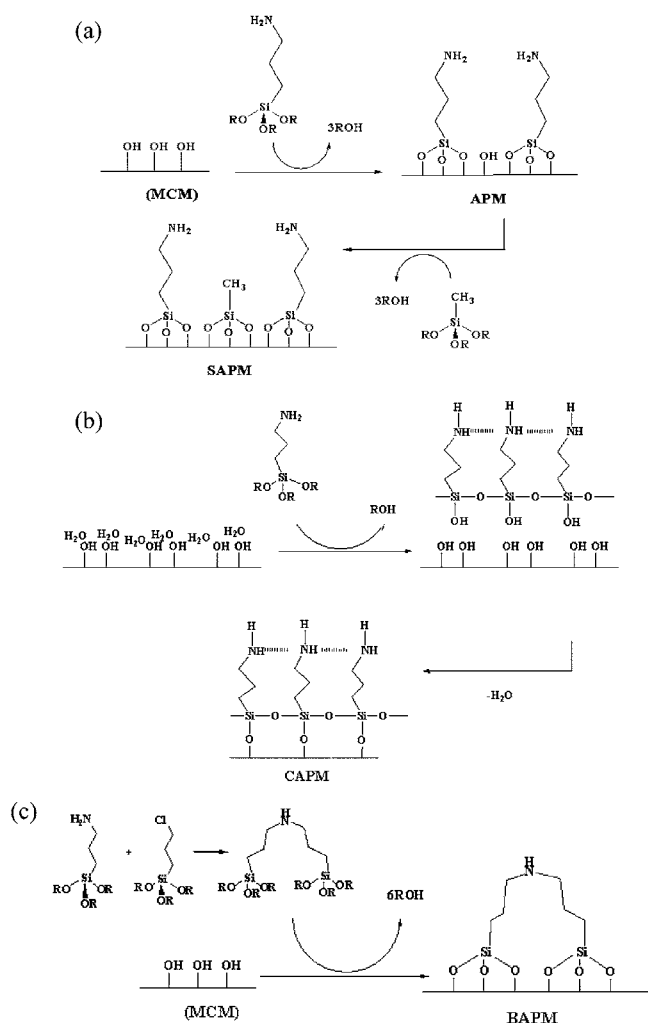 (a)
H₂N
Si
RO OR
OR
3ROH
OH OH OH
(MCM)
NH₂ H₂N
Si Si
O O O OH O O O
APM
NH₂ H₂N
CH₃
Si Si Si
O O O O O O O O O
SAPM
3ROH
CH₃
Si
RO OR
OR
(b)
NH₂
Si
RO OR
OR
ROH
H₂O H₂O H₂O H₂O H₂O H₂O
OH OH OH OH OH OH
H H H
NH NH NH
Si O Si O Si
OH OH OH
OH OH OH OH OH OH
-H₂O
H H H
NH NH NH
Si O Si O Si O
O O O
CAPM
(c)
H₂N Cl H
+ N
Si Si Si Si
RO OR RO OR RO OR RO OR
OR OR OR OR
6ROH
OH OH OH
(MCM)
H
N
Si Si
O O O O O O
BAPM